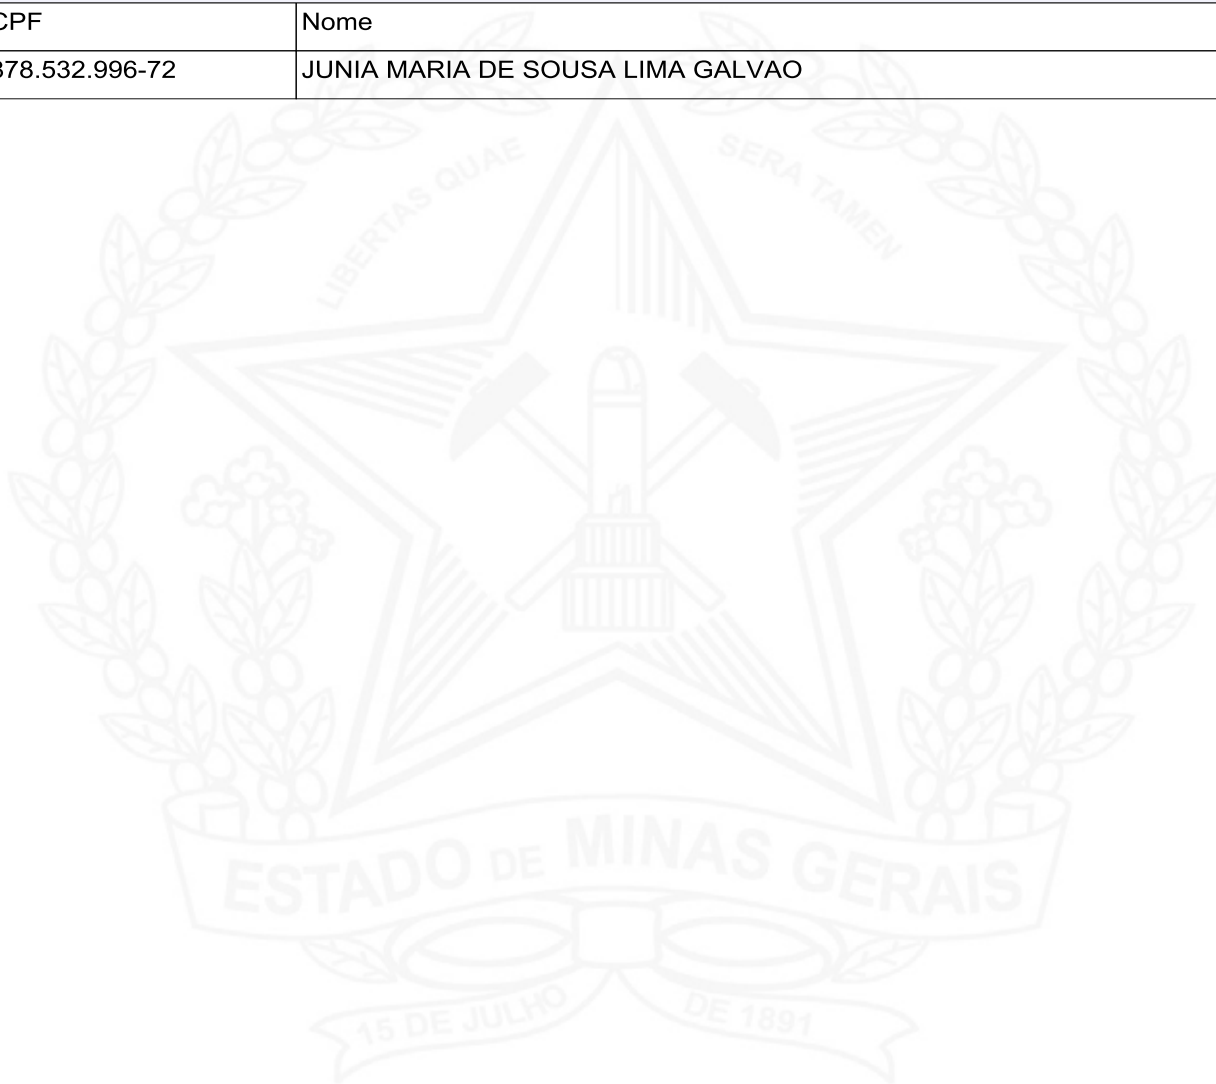 CPF Nome
378.532.996-72 JUNIA MARIA DE SOUSA LIMA GALVAO
LIBERTAS QUAE SERA TAMEN
ESTADO DE MINAS GERAIS
15 DE JULHO DE 1891